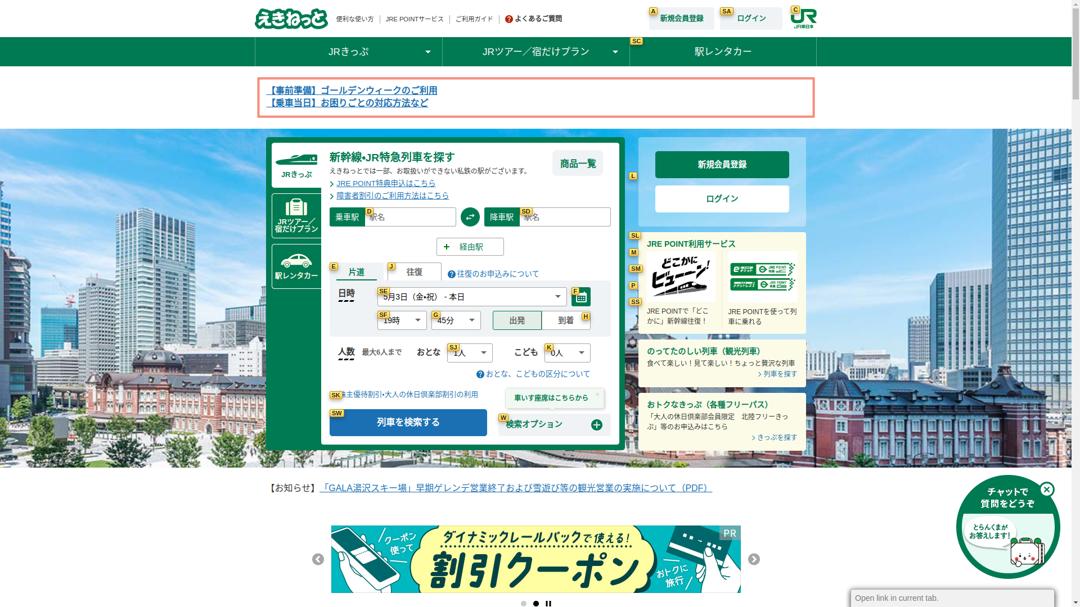 えきねっと
便利な使い方
JRE POINTサービス
ご利用ガイド
よくあるご質問
A
新規会員登録
SA
ログイン
C
JR東日本
JRきっぷ
JRツアー／宿だけプラン
SC
駅レンタカー
【事前準備】ゴールデンウィークのご利用
【乗車当日】お困りごとの対応方法など
JRきっぷ
JRツアー／
宿だけプラン
駅レンタカー
新幹線•JR特急列車を探す
えきねっとでは一部、お取扱いができない私鉄の駅がございます。
商品一覧
JRE POINT特典申込はこちら
障害者割引のご利用方法はこちら
乗車駅
D
駅名
降車駅
SD
駅名
経由駅
E
片道
J
往復
往復のお申込みについて
日時
SE
5月3日（金•祝） - 本日
F
SF
19時
G
45分
出発
到着
H
人数
最大6人まで
おとな
SJ
1人
こども
K
0人
おとな、こどもの区分について
SK
株主優待割引•大人の休日倶楽部割引の利用
車いす座席はこちらから
SW
列車を検索する
W
検索オプション
L
新規会員登録
ログイン
SL
M
SM
P
SS
JRE POINT利用サービス
どこかに
ビューーン!
JRE POINTで「どこ
かに」新幹線往復！
JRE POINTを使って列
車に乗れる
のってたのしい列車（観光列車）
食べて楽しい！見て楽しい！ちょっと贅沢な列車
列車を探す
おトクなきっぷ（各種フリーパス）
「大人の休日倶楽部会員限定　北陸フリーきっ
ぷ」等のお申込みはこちら
きっぷを探す
【お知らせ】「GALA湯沢スキー場」早期ゲレンデ営業終了および雪遊び等の観光営業の実施について（PDF）
チャットで
質問をどうぞ
とらんくまが
お答えします!
クーポン
使って
ダイナミックレールパックで使える!
割引クーポン
おトクに
旅行
PR
Open link in current tab.